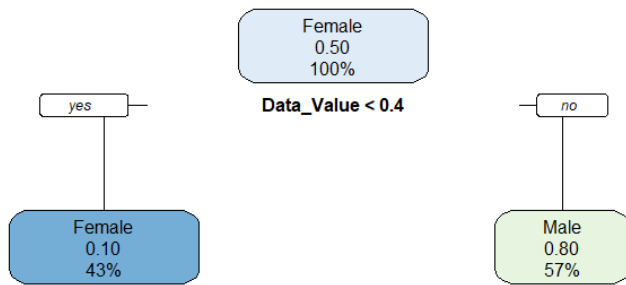 Female
0.50
100%
yes
Data_Value < 0.4
no
Female
0.10
43%
Male
0.80
57%